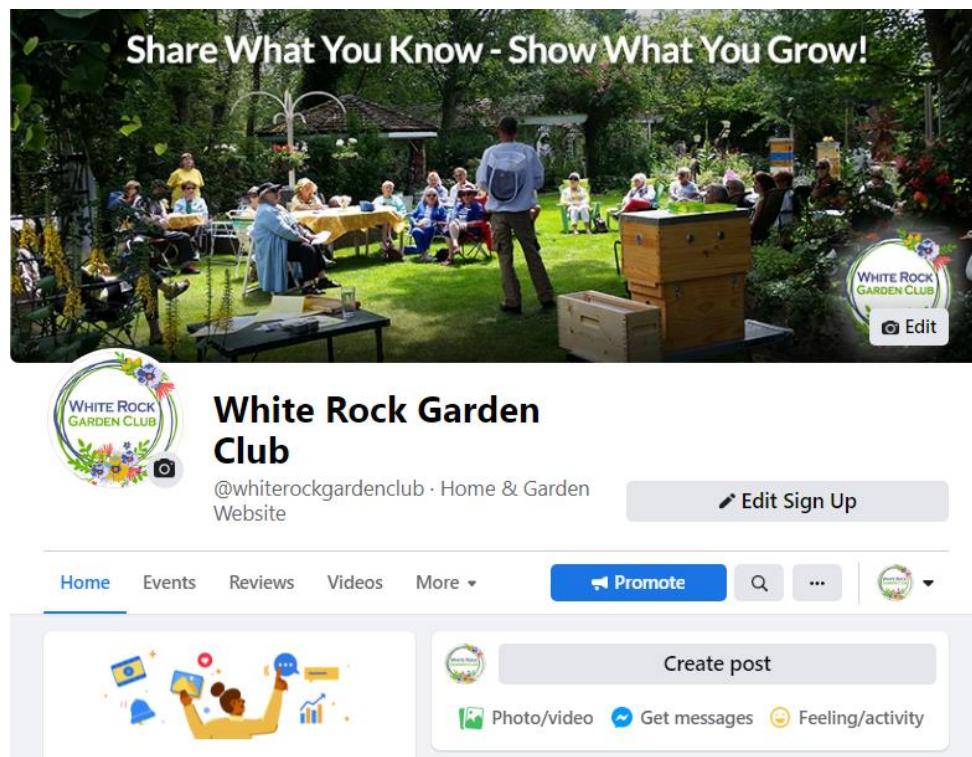 Share What You Know - Show What You Grow!
WHITE ROCK
GARDEN CLUB
Edit
WHITE ROCK
GARDEN CLUB
White Rock Garden
Club
@whiterockgardenclub · Home & Garden
Website
Edit Sign Up
Home Events Reviews Videos More
Promote
Create post
Photo/video Get messages Feeling/activity